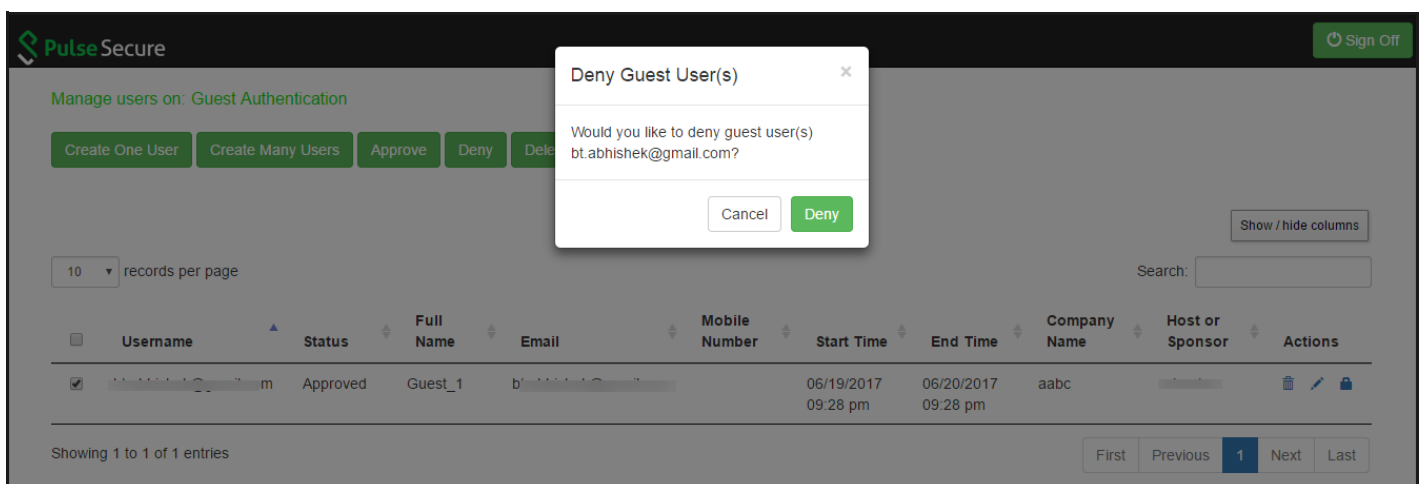 Pulse Secure
Sign Off
Deny Guest User(s)
×
Manage users on: Guest Authentication
Would you like to deny guest user(s)
bt.abhishek@gmail.com?
Create One User Create Many Users Approve Deny Dele
Cancel Deny
Show / hide columns
10 records per page
Search:
Username Status Full Name Email Mobile Number Start Time End Time Company Name Host or Sponsor Actions
Approved Guest_1 06/19/2017 06/20/2017 aabc
09:28 pm 09:28 pm
Showing 1 to 1 of 1 entries
First Previous 1 Next Last